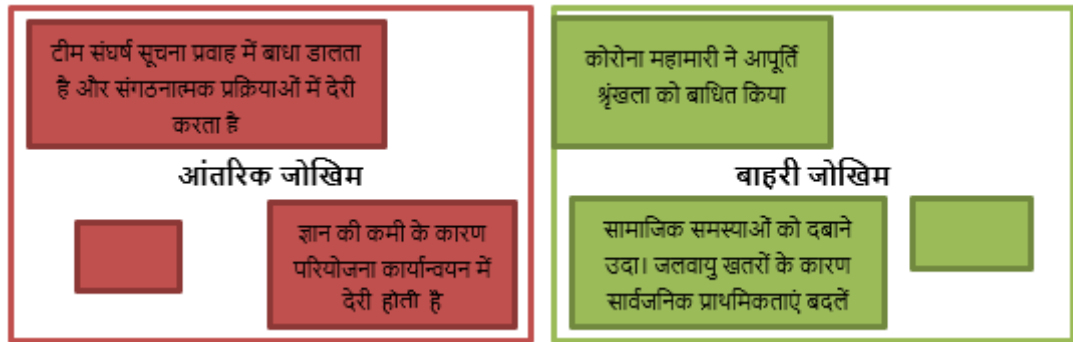 टीम संघर्ष सूचना प्रवाह में बाधा डालता
है और संगठनात्मक प्रक्रियाओं में देरी
करता है
आंतरिक जोखिम
ज्ञान की कमी के कारण
परियोजना कार्यान्वयन में
देरी होती है
कोरोना महामारी ने आपूर्ति
श्रृंखला को बाधित किया
बाहरी जोखिम
सामाजिक समस्याओं को दबाने
उदा। जलवायु खतरों के कारण
सार्वजनिक प्राथमिकताएं बदलें